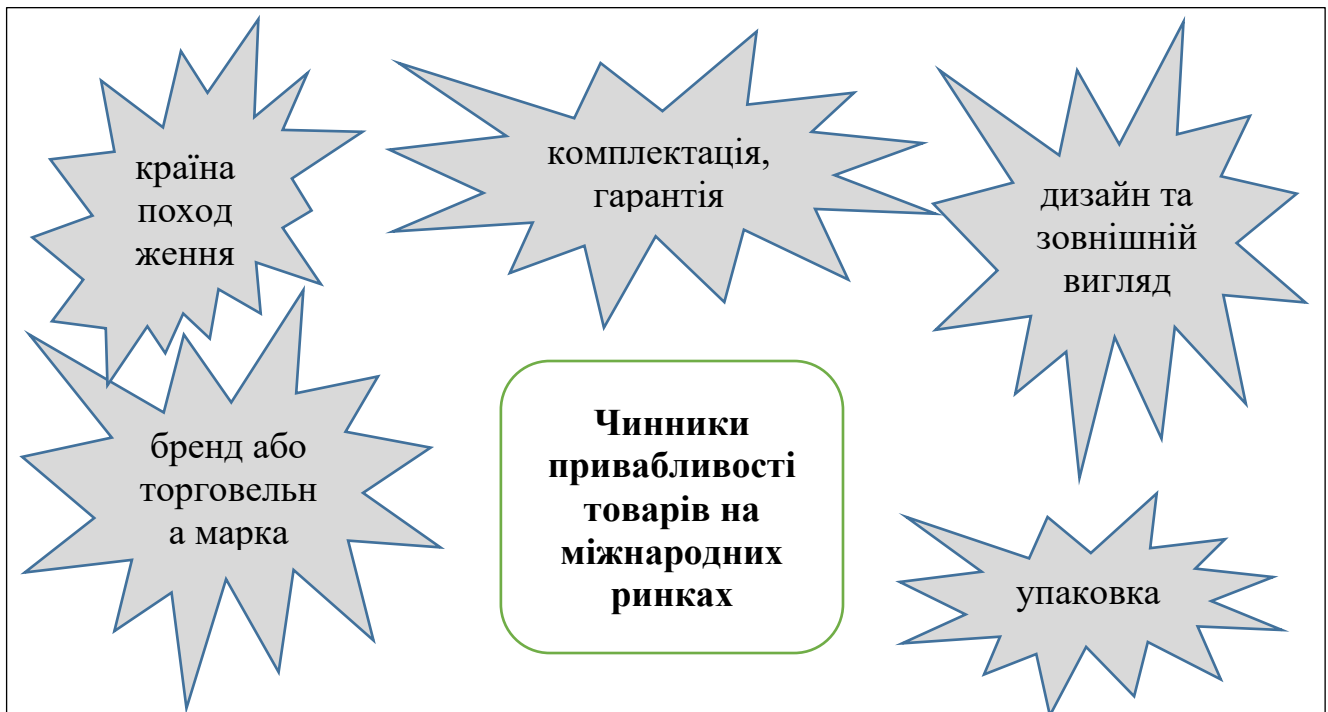 країна
поход
ження
комплектація,
гарантія
дизайн та
зовнішній
вигляд
бренд або
торговельн
а марка
Чинники
привабливості
товарів на
міжнародних
ринках
упаковка